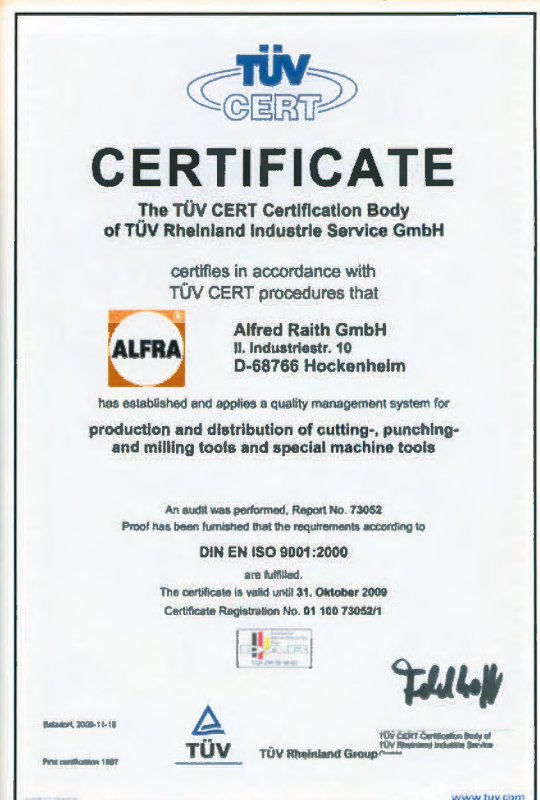 TÜV
CERT
CERTIFICATE
The TÜV CERT Certification Body
of TÜV Rheinland Industrie Service GmbH
certifies in accordance with
TÜV CERT procedures that
ALFRA
®
Alfred Raith GmbH
II. Industriestr. 10
D-68766 Hockenheim
has established and applies a quality management system for
production and distribution of cutting-, punching-
and milling tools and special machine tools
An audit was performed, Report No. 73052
Proof has been furnished that the requirements according to
DIN EN ISO 9001:2000
are fulfilled.
The certificate is valid until 31. Oktober 2009
Certificate Registration No. 01 100 73052/1
TÜV
TÜV Rheinland Group
TÜV CERT Certification Body of
TÜV Rheinland Industrie Service
First certification 1997
www.tuv.com